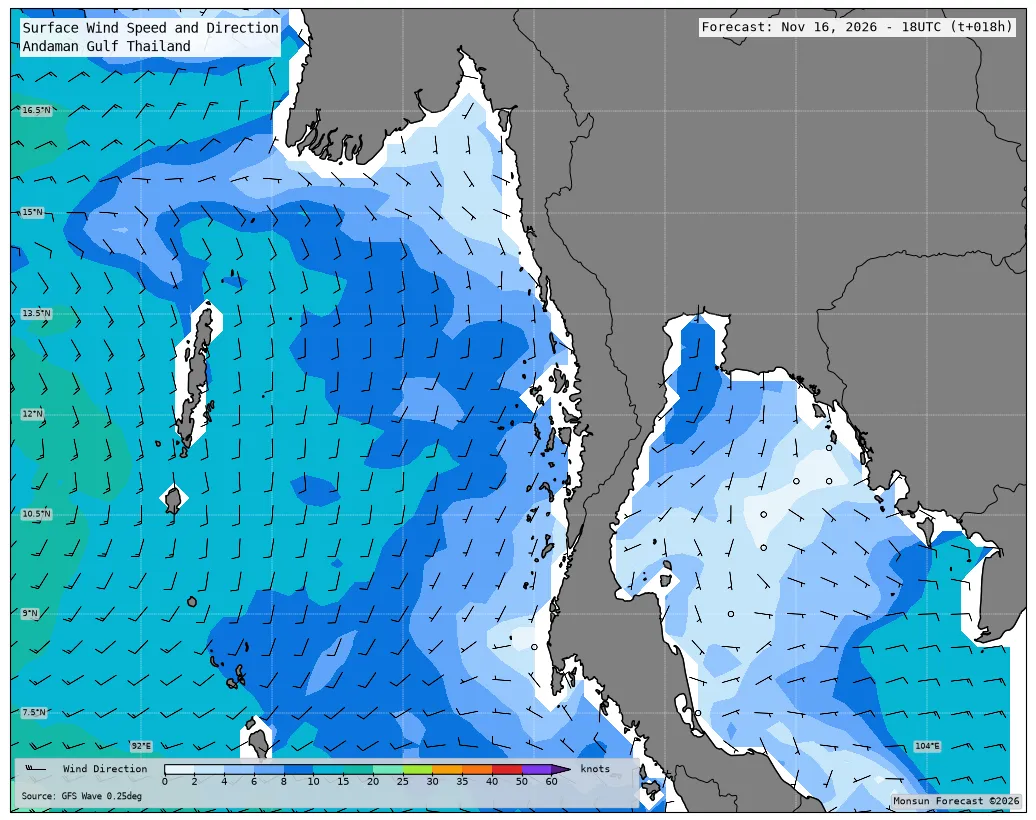 Surface Wind Speed and Direction
Andaman Gulf Thailand
Forecast: Nov 16, 2026 - 18UTC (t+018h)
16.5°N
15°N
13.5°N
12°N
10.5°N
9°N
7.5°N
92°E
104°E
Wind Direction
knots
0 2 4 6 8 10 15 20 25 30 40 50 60
Source: GFS Wave 0.25deg
Monsun Forecast ©2026